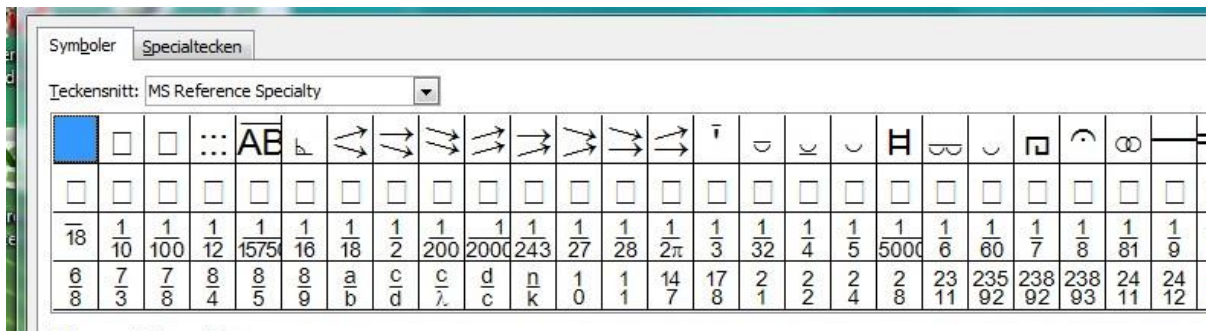 Symboler Specialtecken
Teckensnitt: MS Reference Specialty
AB
18 1/10 1/100 1/12 1/16 1/18 1/2 1/200 1/2000 1/243 1/27 1/28 1/2π 1/3 1/32 1/4 1/5 1/5000 1/6 1/60 1/7 1/8 1/81 1/9
6/8 7/3 7/8 8/4 8/5 8/9 a/b c/d c/λ d/c n/k 1/0 1/1 14/7 17/8 2/1 2/2 2/4 2/8 23/11 235/92 238/92 238/93 24/11 24/12